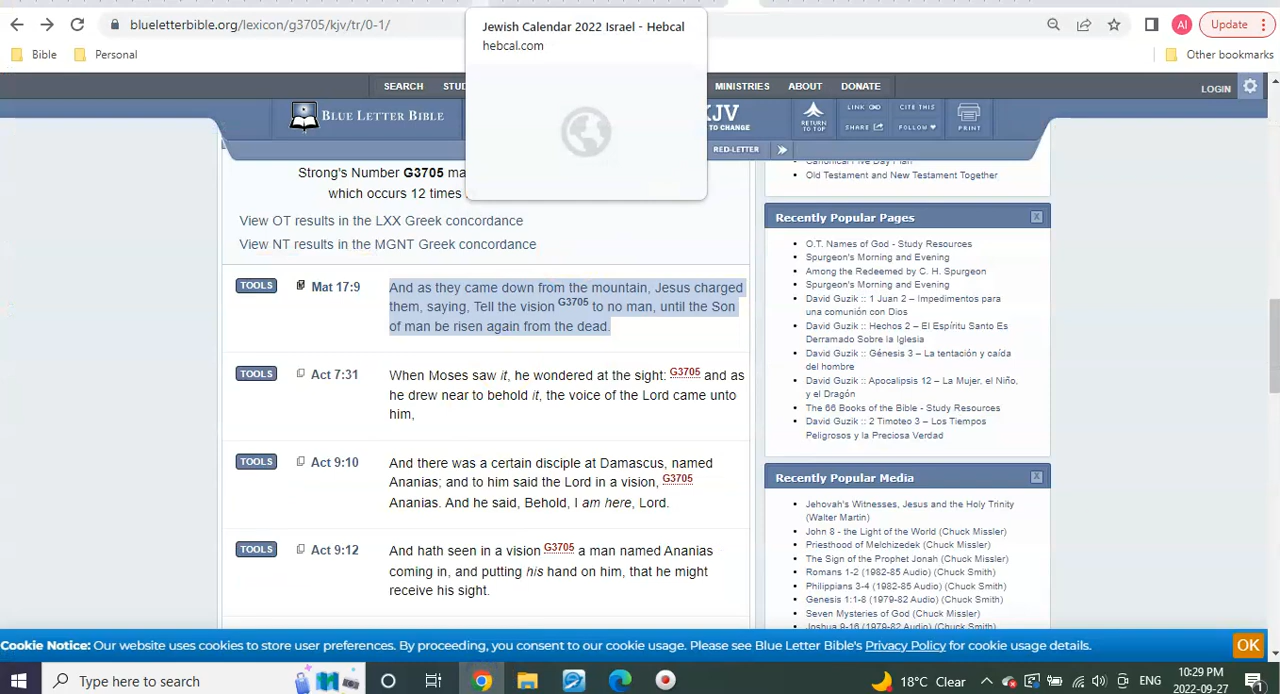 Jewish Calendar 2022 Israel - Hebcal
hebcal.com
blueletterbible.org/lexicon/g3705/kjv/tr/0-1/
AI
Update
Bible
Personal
Other bookmarks
SEARCH
MINISTRIES
ABOUT
DONATE
LOGIN
BLUE LETTER BIBLE
KJV
TO CHANGE
RETURN
TO TOP
LINK
CITE THIS
SHARE
FOLLOW
PRINT
RED-LETTER
Strong's Number G3705
which occurs 12 times
View OT results in the LXX Greek concordance
View NT results in the MGNT Greek concordance
TOOLS
Mat 17:9
And as they came down from the mountain, Jesus charged
them, saying, Tell the vision G3705 to no man, until the Son
of man be risen again from the dead.
TOOLS
Act 7:31
When Moses saw it, he wondered at the sight: G3705 and as
he drew near to behold it, the voice of the Lord came unto
him,
TOOLS
Act 9:10
And there was a certain disciple at Damascus, named
Ananias; and to him said the Lord in a vision, G3705
Ananias. And he said, Behold, I am here, Lord.
TOOLS
Act 9:12
And hath seen in a vision G3705 a man named Ananias
coming in, and putting his hand on him, that he might
receive his sight.
Canonical Five Day Plan
Old Testament and New Testament Together
Recently Popular Pages
O.T. Names of God - Study Resources
Spurgeon's Morning and Evening
Among the Redeemed by C. H. Spurgeon
Spurgeon's Morning and Evening
David Guzik :: 1 Juan 2 – Impedimentos para
una comunión con Dios
David Guzik :: Hechos 2 – El Espíritu Santo Es
Derramado Sobre la Iglesia
David Guzik :: Génesis 3 – La tentación y caída
del hombre
David Guzik :: Apocalipsis 12 – La Mujer, el Niño,
y el Dragón
The 66 Books of the Bible - Study Resources
David Guzik :: 2 Timoteo 3 – Los Tiempos
Peligrosos y la Preciosa Verdad
Recently Popular Media
Jehovah's Witnesses, Jesus and the Holy Trinity
(Walter Martin)
John 8 - the Light of the World (Chuck Missler)
Priesthood of Melchizedek (Chuck Missler)
The Sign of the Prophet Jonah (Chuck Missler)
Romans 1-2 (1982-85 Audio) (Chuck Smith)
Philippians 3-4 (1982-85 Audio) (Chuck Smith)
Genesis 1:1-8 (1979-82 Audio) (Chuck Smith)
Seven Mysteries of God (Chuck Missler)
Joshua 9-16 (1979-82 Audio) (Chuck Smith)
Cookie Notice: Our website uses cookies to store user preferences. By proceeding, you consent to our cookie usage. Please see Blue Letter Bible's Privacy Policy for cookie usage details.
OK
Type here to search
18°C Clear
ENG
10:29 PM
2022-09-27
1